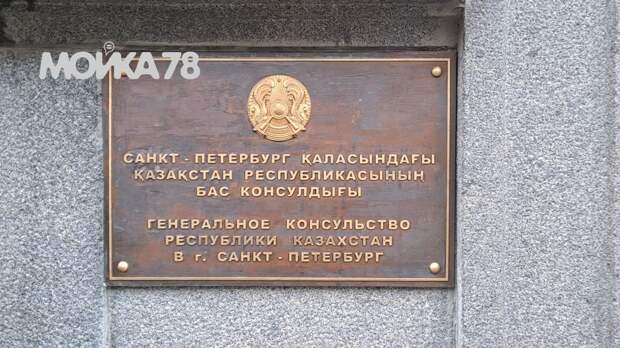 МОЙКА78
САНКТ - ПЕТЕРБУРГ ҚАЛАСЫНДАҒЫ
ҚАЗАҚСТАН РЕСПУБЛИКАСЫНЫҢ
БАС КОНСУЛДЫҒЫ
ГЕНЕРАЛЬНОЕ КОНСУЛЬСТВО
РЕСПУБЛИКИ КАЗАХСТАН
В г. САНКТ - ПЕТЕРБУРГ